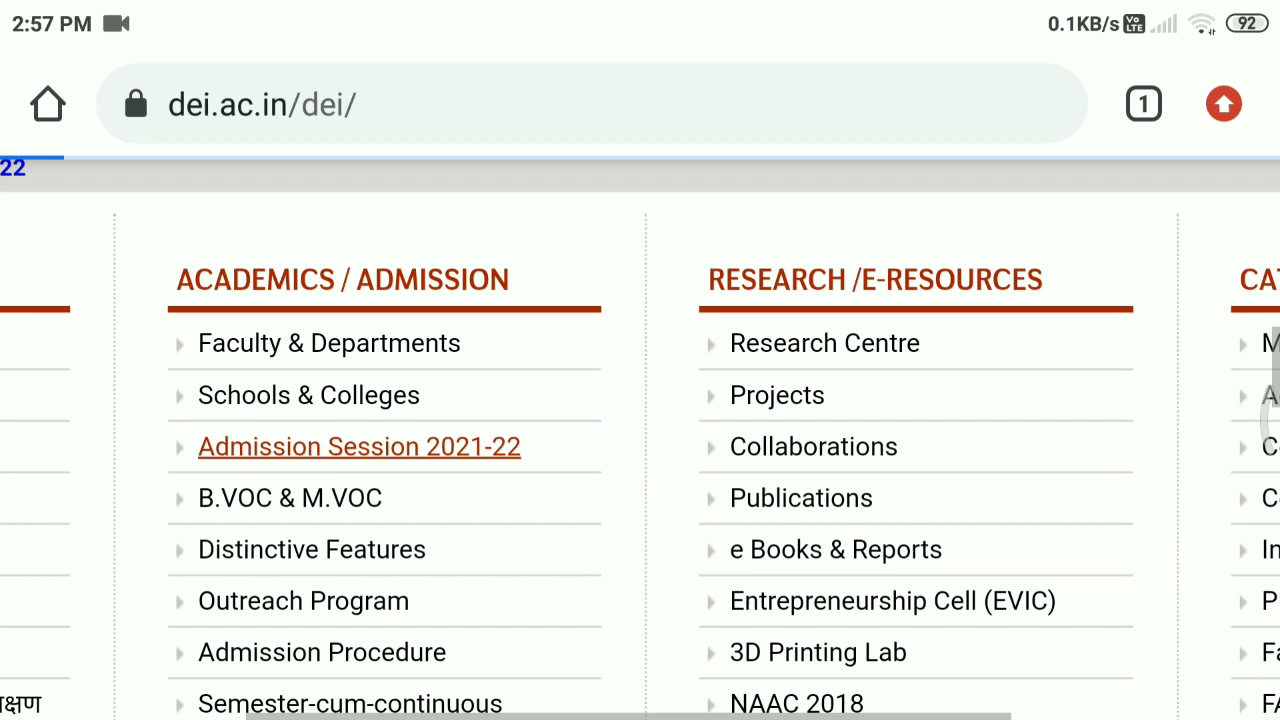 2:57 PM
0.1KB/s Vo LTE 92
dei.ac.in/dei/
1
22
ACADEMICS / ADMISSION
Faculty & Departments
Schools & Colleges
Admission Session 2021-22
B.VOC & M.VOC
Distinctive Features
Outreach Program
Admission Procedure
Semester-cum-continuous
RESEARCH /E-RESOURCES
Research Centre
Projects
Collaborations
Publications
e Books & Reports
Entrepreneurship Cell (EVIC)
3D Printing Lab
NAAC 2018